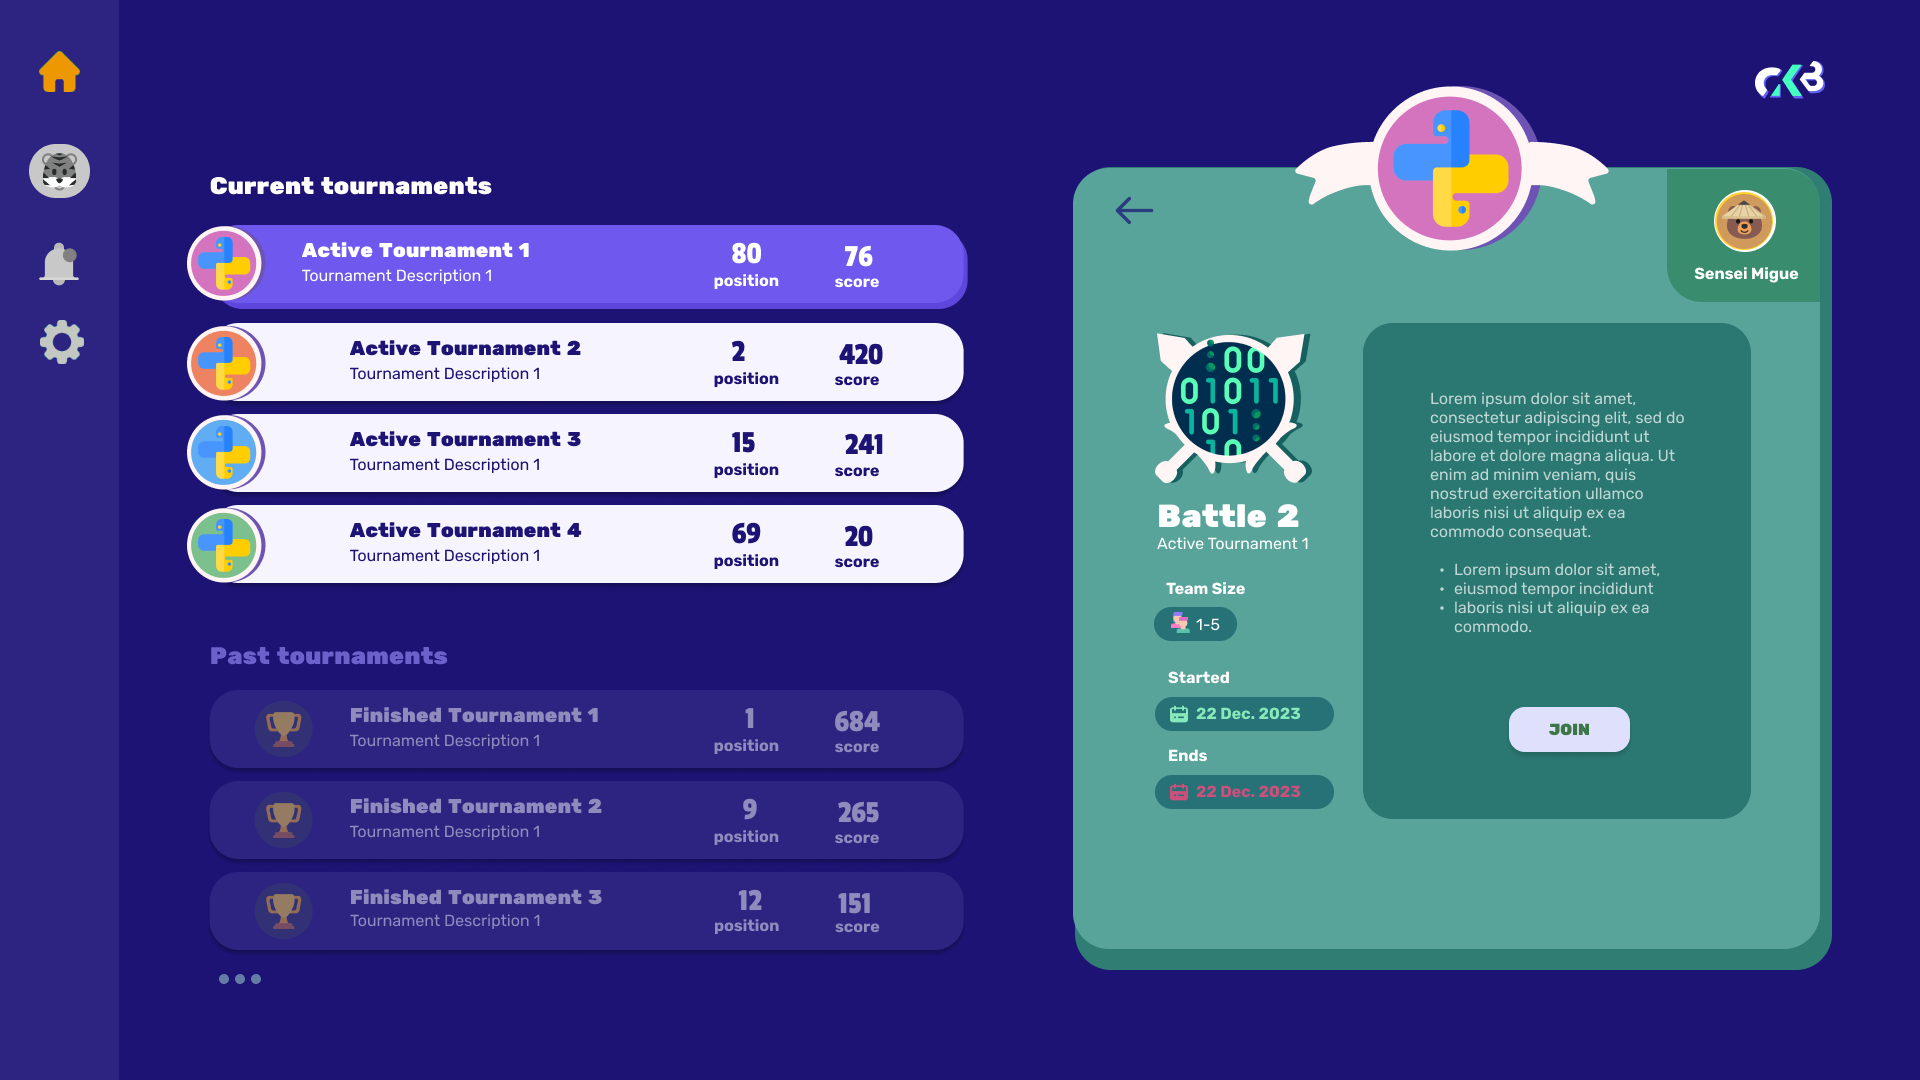 CKB
Current tournaments
Active Tournament 1
Tournament Description 1
80
position
76
score
Active Tournament 2
Tournament Description 1
2
position
420
score
Active Tournament 3
Tournament Description 1
15
position
241
score
Active Tournament 4
Tournament Description 1
69
position
20
score
Past tournaments
Finished Tournament 1
Tournament Description 1
1
position
684
score
Finished Tournament 2
Tournament Description 1
9
position
265
score
Finished Tournament 3
Tournament Description 1
12
position
151
score
Sensei Migue
00
01011
101
10
Battle 2
Active Tournament 1
Team Size
1-5
Started
22 Dec. 2023
Ends
22 Dec. 2023
Lorem ipsum dolor sit amet,
consectetur adipiscing elit, sed do
eiusmod tempor incididunt ut
labore et dolore magna aliqua. Ut
enim ad minim veniam, quis
nostrud exercitation ullamco
laboris nisi ut aliquip ex ea
commodo consequat.
• Lorem ipsum dolor sit amet,
• eiusmod tempor incididunt
• laboris nisi ut aliquip ex ea
commodo.
JOIN